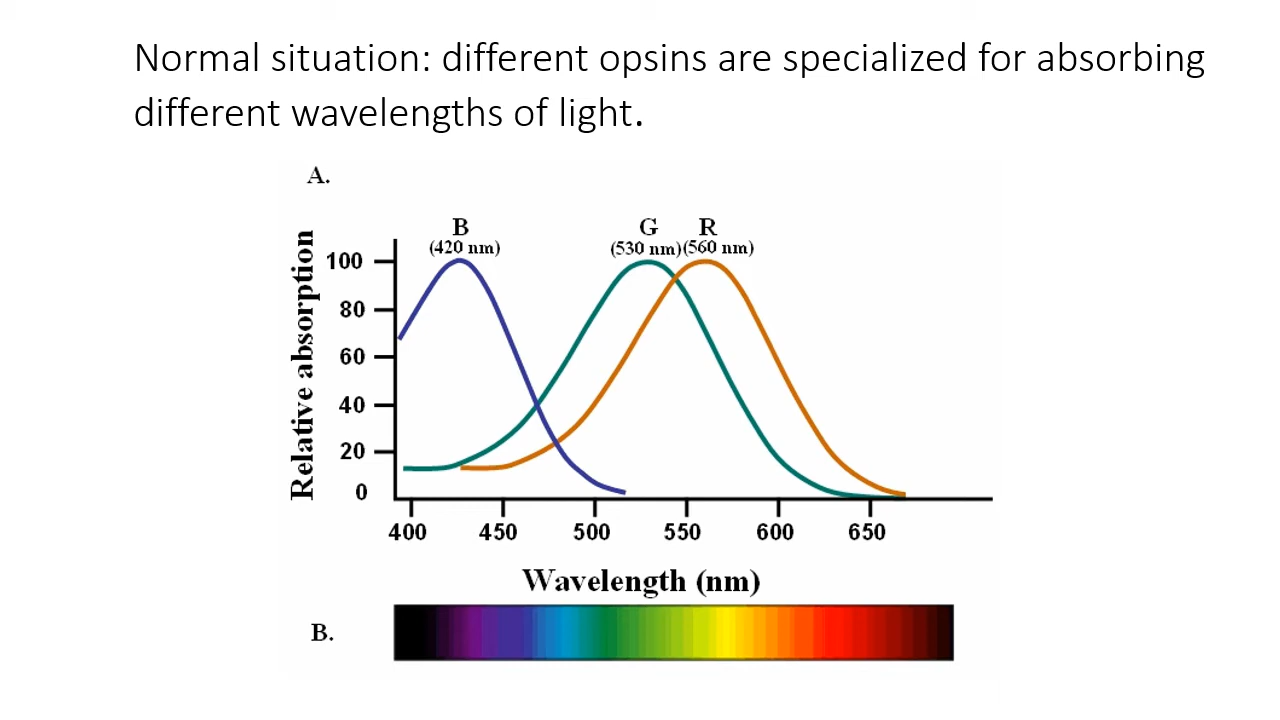 Normal situation: different opsins are specialized for absorbing
different wavelengths of light.
A.
B G R
(420 nm) (530 nm)(560 nm)
Relative absorption
100
80
60
40
20
0
400 450 500 550 600 650
Wavelength (nm)
B.